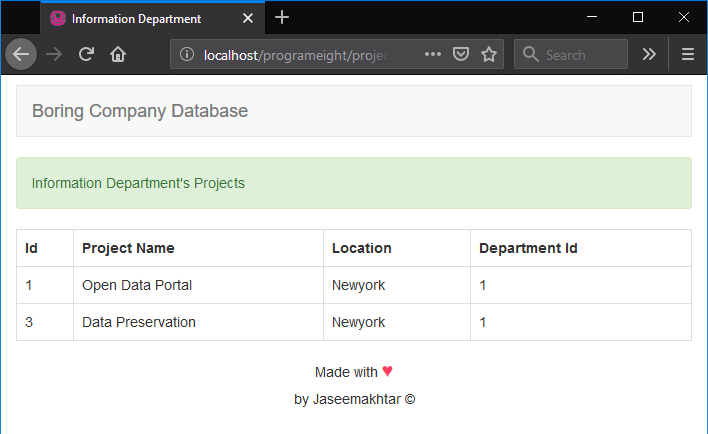 Information Department
localhost/programeight/projec
Search
Boring Company Database
Information Department's Projects
Id Project Name Location Department Id
1 Open Data Portal Newyork 1
3 Data Preservation Newyork 1
Made with ♥
by Jaseemakhtar ©